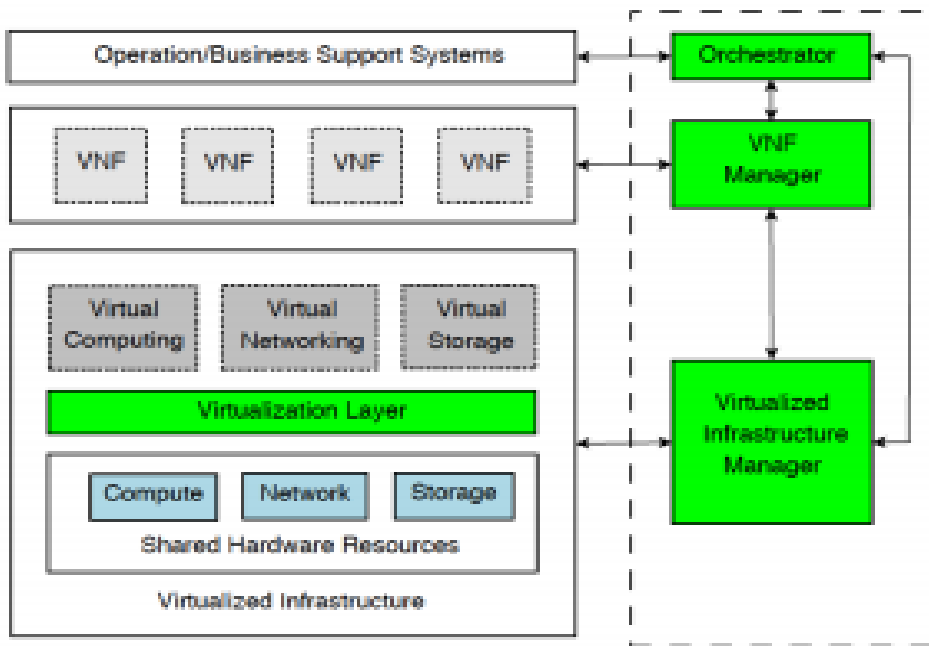 Operation/Business Support Systems
Orchestrator
VNF
VNF
VNF
VNF
VNF
Manager
Virtual
Computing
Virtual
Networking
Virtual
Storage
Virtualization Layer
Virtualized
Infrastructure
Manager
Compute
Network
Storage
Shared Hardware Resources
Virtualized Infrastructure